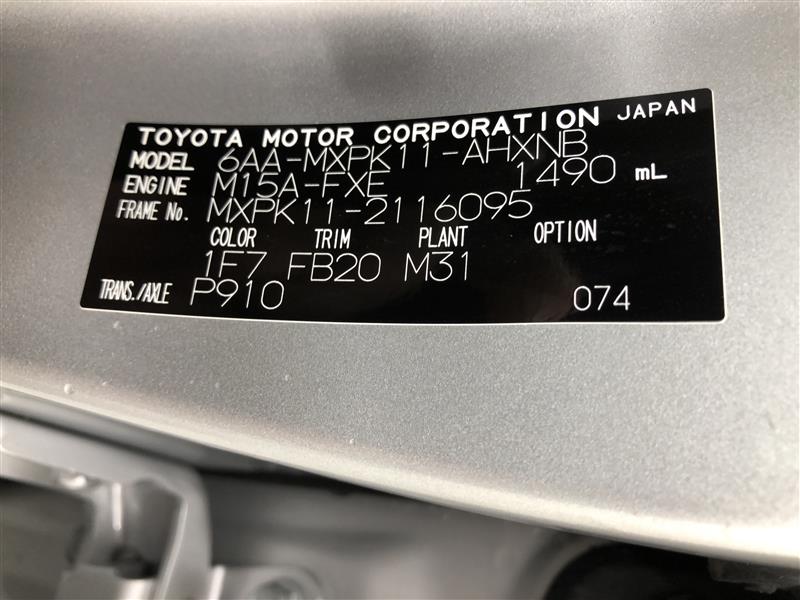 TOYOTA MOTOR CORPORATION JAPAN
MODEL 6AA-MXPK11-AHXNB
ENGINE M15A-FXE 1490 mL
FRAME No. MXPK11-2116095
COLOR TRIM PLANT OPTION
1F7 FB20 M31
TRANS./AXLE P910 074